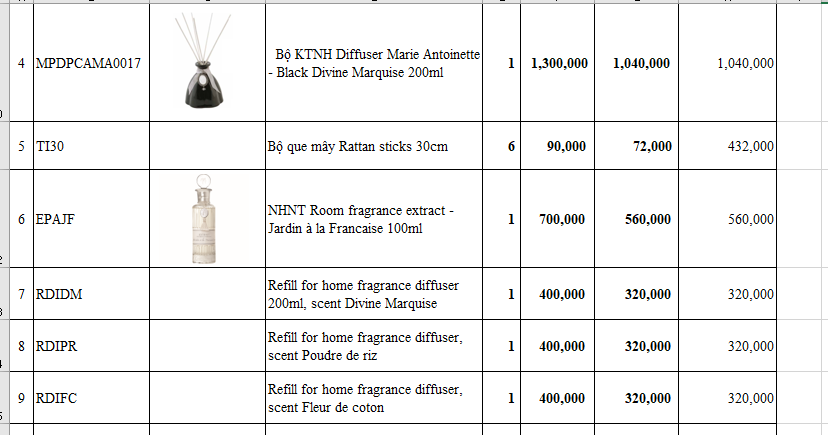 4 MPDPCAMA0017 Bộ KTNH Diffuser Marie Antoinette - Black Divine Marquise 200ml 1 1,300,000 1,040,000 1,040,000
5 TI30 Bộ que mây Rattan sticks 30cm 6 90,000 72,000 432,000
6 EPAJF NHNT Room fragrance extract - Jardin à la Francaise 100ml 1 700,000 560,000 560,000
7 RDIDM Refill for home fragrance diffuser 200ml, scent Divine Marquise 1 400,000 320,000 320,000
8 RDIPR Refill for home fragrance diffuser, scent Poudre de riz 1 400,000 320,000 320,000
9 RDIFC Refill for home fragrance diffuser, scent Fleur de coton 1 400,000 320,000 320,000